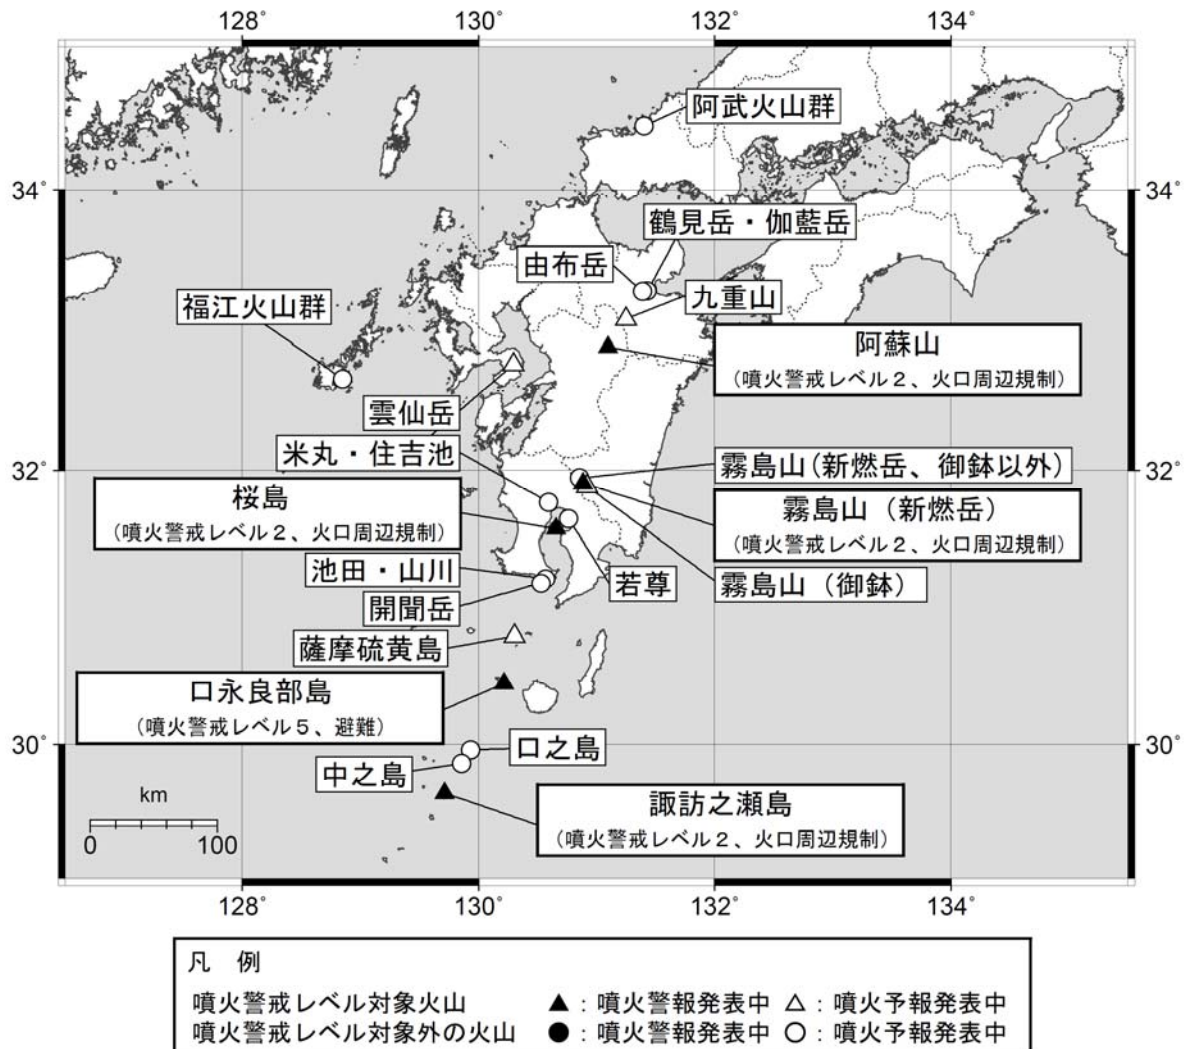 128° 130° 132° 134°
阿武火山群
34° 34°
鶴見岳・伽藍岳
由布岳
九重山
福江火山群
阿蘇山
(噴火警戒レベル2、火口周辺規制)
雲仙岳
米丸・住吉池
霧島山(新燃岳、御鉢以外)
32° 32°
桜島
(噴火警戒レベル2、火口周辺規制)
霧島山(新燃岳)
(噴火警戒レベル2、火口周辺規制)
池田・山川
若尊
霧島山(御鉢)
開聞岳
薩摩硫黄島
口永良部島
(噴火警戒レベル5、避難)
30° 30°
口之島
中之島
諏訪之瀬島
(噴火警戒レベル2、火口周辺規制)
km
0 100
128° 130° 132° 134°
凡 例
噴火警戒レベル対象火山 ▲:噴火警報発表中 △:噴火予報発表中
噴火警戒レベル対象外の火山 ●:噴火警報発表中 ○:噴火予報発表中